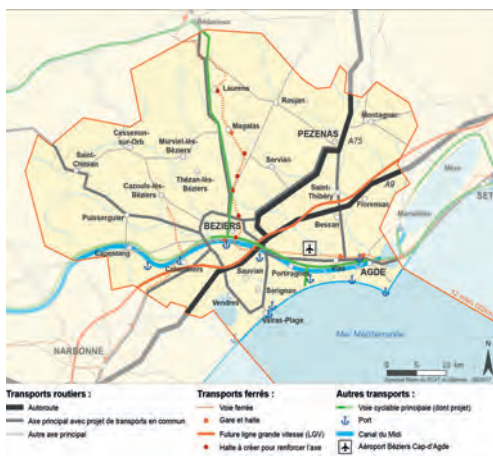 Bédarieux
Laurens
Roujan
Magalas
Montagnac
PEZENAS
A75
Cessenon-sur-Orb
Murviel-lès-Béziers
Servian
Saint-Chinian
Thézan-lès-Béziers
Cazouls-lès-Béziers
Saint-Thibéry
A9
Florensac
Mèze
Puisserguier
BEZIERS
Bessan
Marseillan
Capestang
Colombiers
Vias
AGDE
Sauvian
Portiragnes
Sérignan
Vendres
Valras-Plage
Mer Méditerranée
NARBONNE
N
0 5 10 km
Transports routiers :
Autoroute
Axe principal avec projet de transports en commun
Autre axe principal
Transports ferrés :
Voie ferrée
Gare et halte
Future ligne grande vitesse (LGV)
Halte à créer pour renforcer l'axe
Autres transports :
Voie cyclable principale (dont projet)
Port
Canal du Midi
Aéroport Béziers Cap-d'Agde